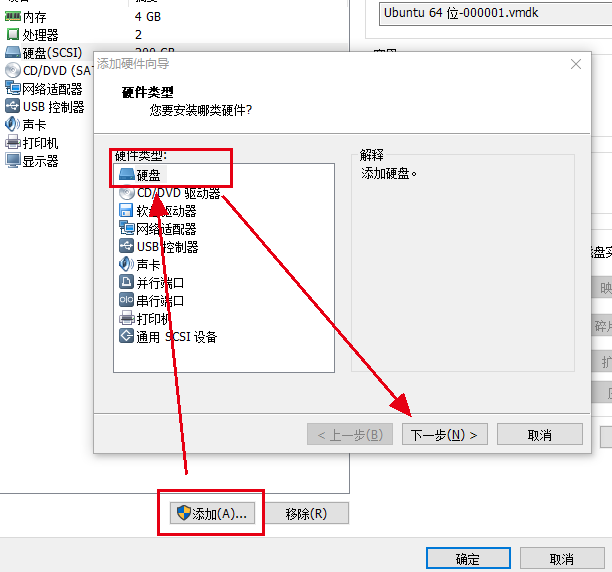 内存 4 GB
处理器 2
硬盘(SCSI)
CD/DVD (SA
网络适配器
USB 控制器
声卡
打印机
显示器
Ubuntu 64 位-000001.vmdk
添加硬件向导
硬件类型
您要安装哪类硬件?
硬件类型:
硬盘
CD/DVD 驱动器
软盘驱动器
网络适配器
USB 控制器
声卡
并行端口
串行端口
打印机
通用 SCSI 设备
解释
添加硬盘。
< 上一步(B)
下一步(N) >
取消
添加(A)...
移除(R)
确定
取消